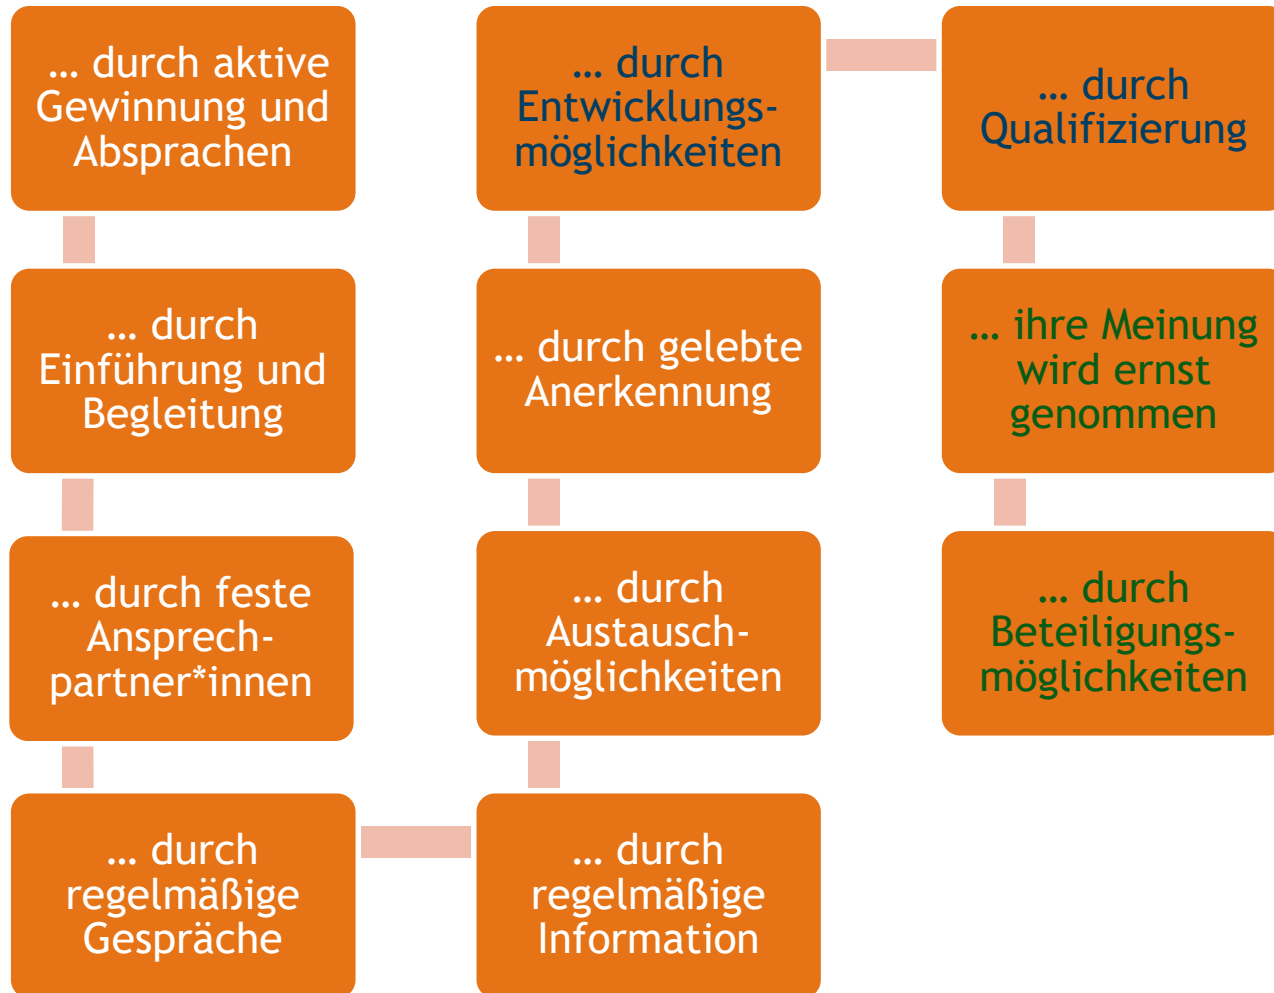 … durch aktive
Gewinnung und
Absprachen
… durch
Einführung und
Begleitung
… durch feste
Ansprech-
partner*innen
… durch
regelmäßige
Gespräche
… durch
regelmäßige
Information
… durch
Austausch-
möglichkeiten
… durch gelebte
Anerkennung
… durch
Entwicklungs-
möglichkeiten
… durch
Qualifizierung
… ihre Meinung
wird ernst
genommen
… durch
Beteiligungs-
möglichkeiten